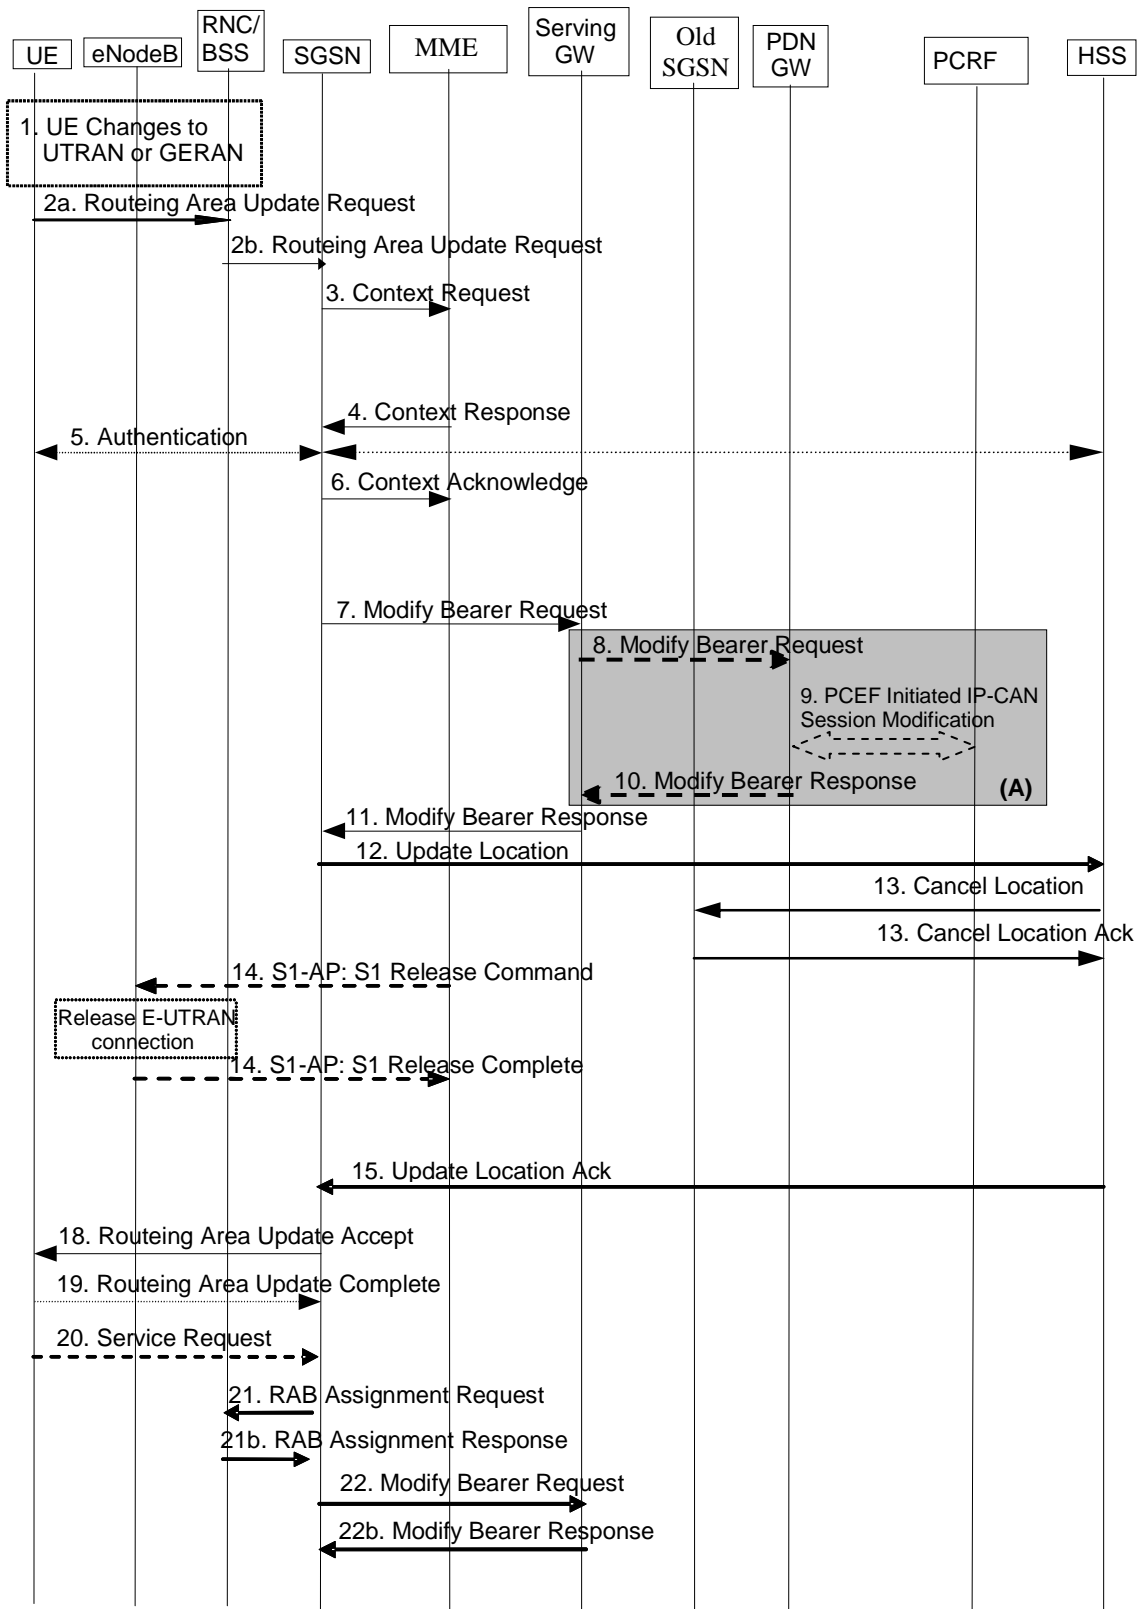 UE
eNodeB
RNC/
BSS
SGSN
MME
Serving
GW
Old
SGSN
PDN
GW
PCRF
HSS
1. UE Changes to
UTRAN or GERAN
2a. Routeing Area Update Request
2b. Routeing Area Update Request
3. Context Request
4. Context Response
5. Authentication
6. Context Acknowledge
7. Modify Bearer Request
8. Modify Bearer Request
9. PCEF Initiated IP-CAN
Session Modification
10. Modify Bearer Response
(A)
11. Modify Bearer Response
12. Update Location
13. Cancel Location
13. Cancel Location Ack
14. S1-AP: S1 Release Command
Release E-UTRAN
connection
14. S1-AP: S1 Release Complete
15. Update Location Ack
18. Routeing Area Update Accept
19. Routeing Area Update Complete
20. Service Request
21. RAB Assignment Request
21b. RAB Assignment Response
22. Modify Bearer Request
22b. Modify Bearer Response